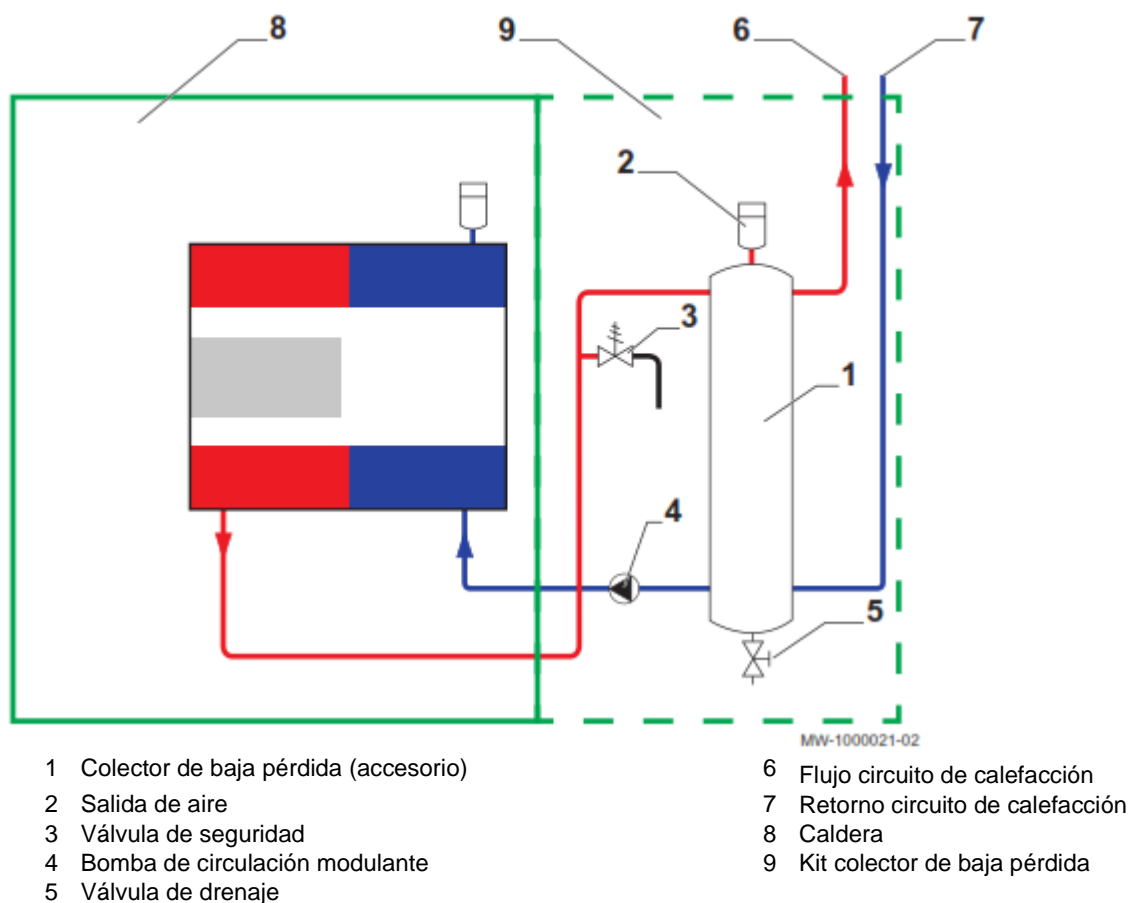 8
9
6
7
2
3
1
4
5
MW-1000021-02
1 Colector de baja pérdida (accesorio)
2 Salida de aire
3 Válvula de seguridad
4 Bomba de circulación modulante
5 Válvula de drenaje
6 Flujo circuito de calefacción
7 Retorno circuito de calefacción
8 Caldera
9 Kit colector de baja pérdida